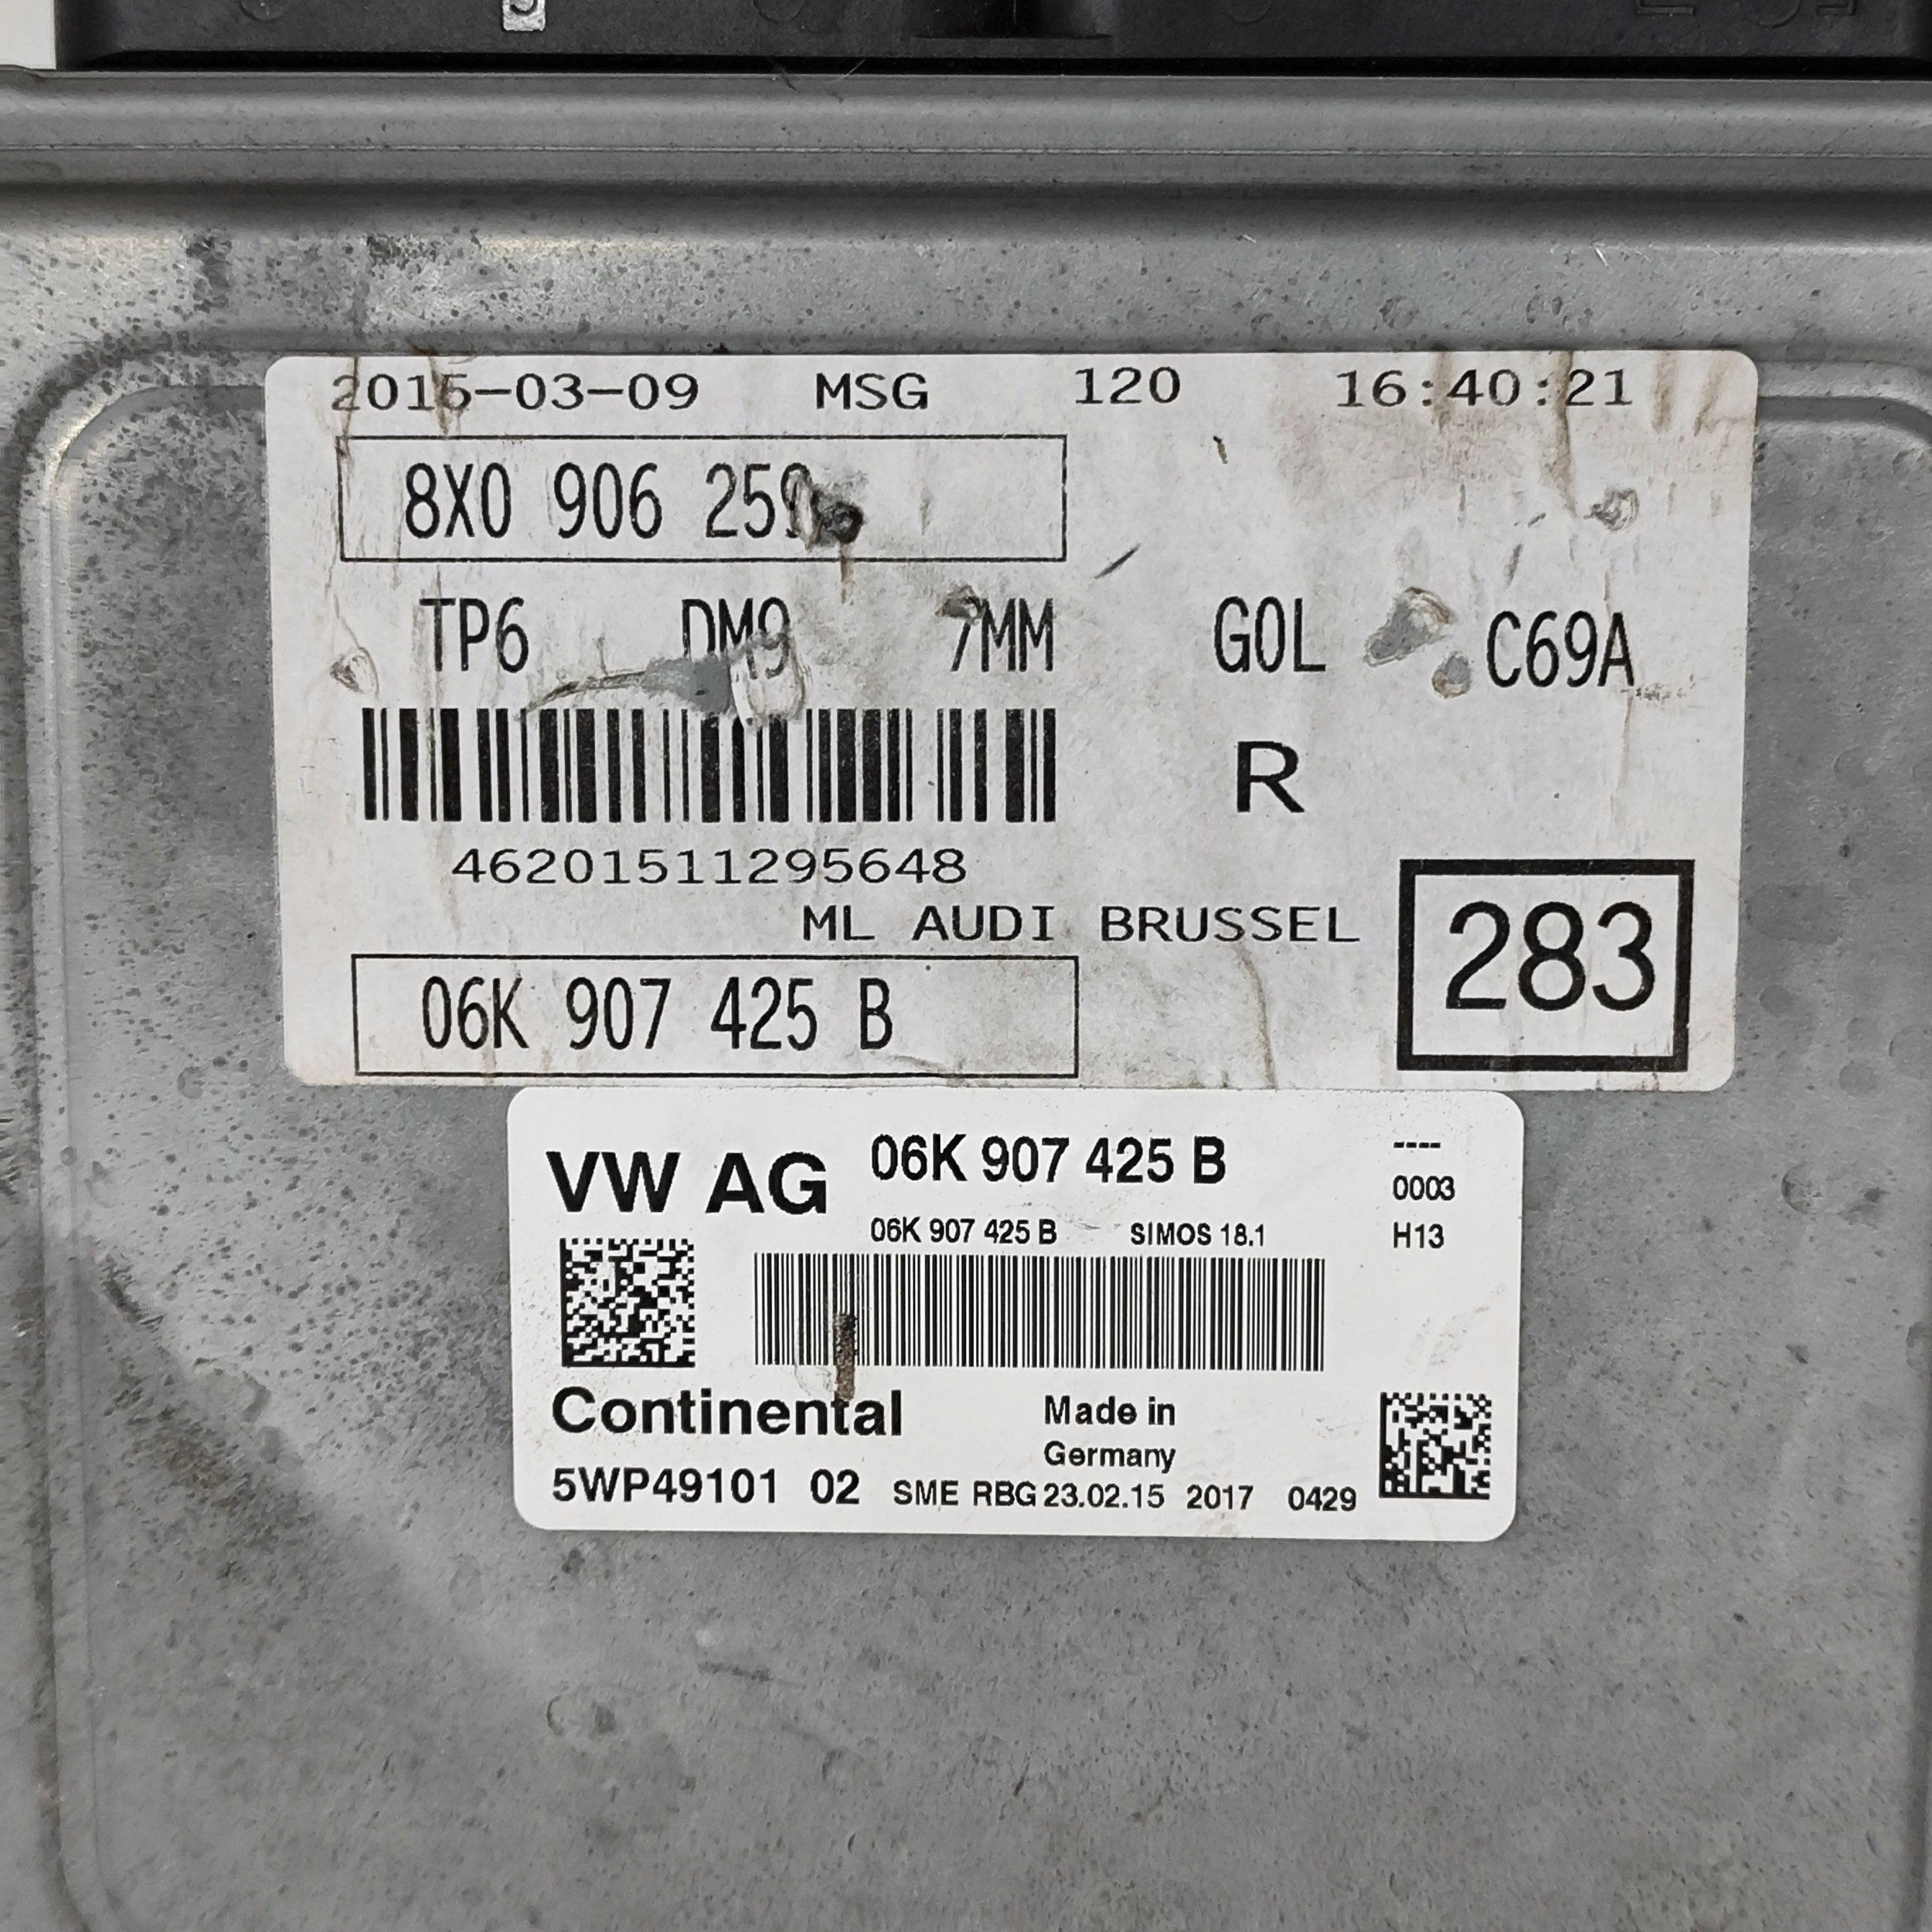 2015-03-09 MSG 120 16:40:21
8X0 906 259
TP6 DM9 7MM G0L C69A
R
46201511295648
ML AUDI BRUSSEL
283
06K 907 425 B
VW AG 06K 907 425 B ----
0003
06K 907 425 B SIMOS 18.1 H13
Continental Made in
Germany
5WP49101 02 SME RBG 23.02.15 2017 0429